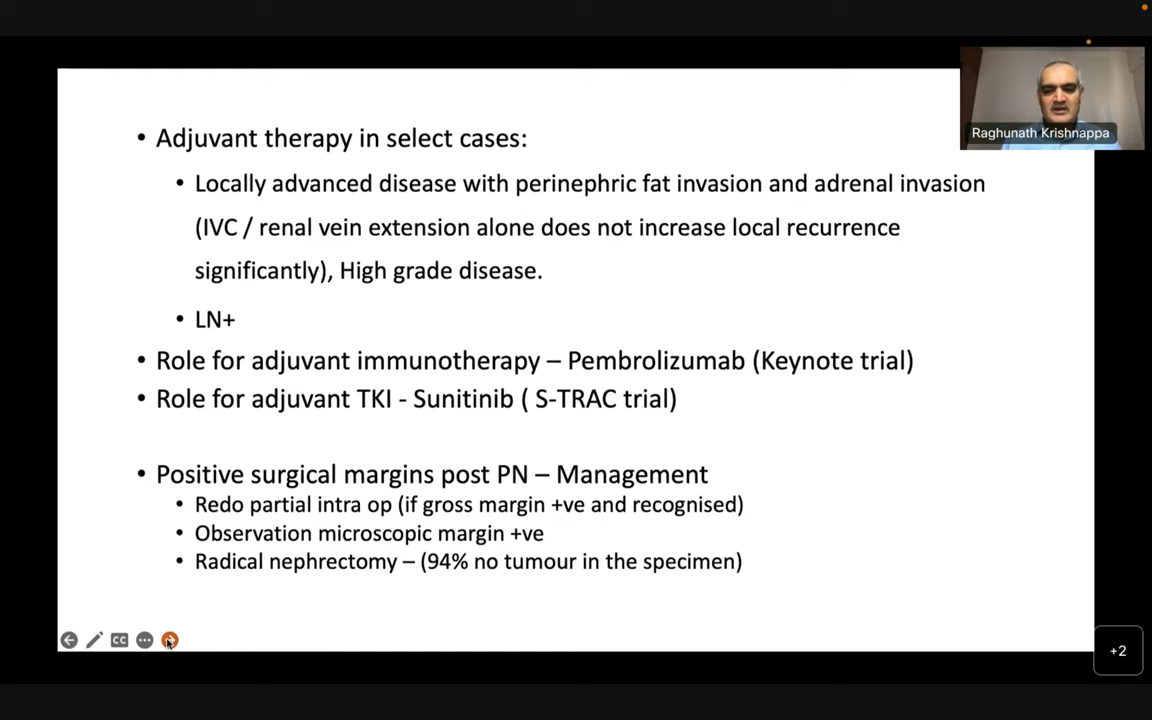 • Adjuvant therapy in select cases:
• Locally advanced disease with perinephric fat invasion and adrenal invasion
(IVC / renal vein extension alone does not increase local recurrence
significantly), High grade disease.
• LN+
• Role for adjuvant immunotherapy – Pembrolizumab (Keynote trial)
• Role for adjuvant TKI - Sunitinib ( S-TRAC trial)
• Positive surgical margins post PN – Management
• Redo partial intra op (if gross margin +ve and recognised)
• Observation microscopic margin +ve
• Radical nephrectomy – (94% no tumour in the specimen)
Raghunath Krishnappa
CC
+2